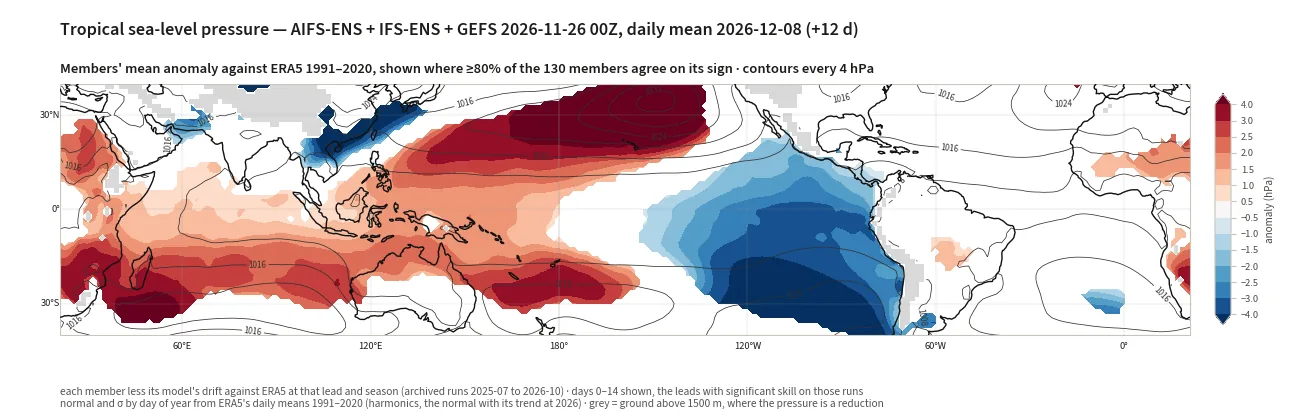 Tropical sea-level pressure — AIFS-ENS + IFS-ENS + GEFS 2026-11-26 00Z, daily mean 2026-12-08 (+12 d)
Members' mean anomaly against ERA5 1991–2020, shown where ≥80% of the 130 members agree on its sign · contours every 4 hPa
30°N
0°
30°S
60°E
120°E
180°
120°W
60°W
0°
1016
1016
1016
1016
1016
1016
1016
1016
1024
1016
1016
1024
1016
1016
4.0
3.0
2.5
2.0
1.5
1.0
0.5
−0.5
−1.0
−1.5
−2.0
−2.5
−3.0
−4.0
anomaly (hPa)
each member less its model's drift against ERA5 at that lead and season (archived runs 2025-07 to 2026-10) · days 0–14 shown, the leads with significant skill on those runs
normal and σ by day of year from ERA5's daily means 1991–2020 (harmonics, the normal with its trend at 2026) · grey = ground above 1500 m, where the pressure is a reduction